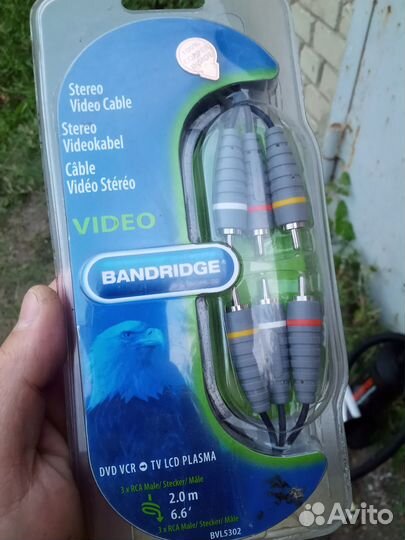 Stereo
Video Cable
Stereo
Videokabel
Câble
Vidéo Stéréo
VIDEO
BANDRIDGE
DVD VCR TV LCD PLASMA
3 x RCA Male/ Stecker/ Mâle
2.0 m
6.6'
3 x RCA Male/ Stecker/ Mâle
BVL5302
Avito